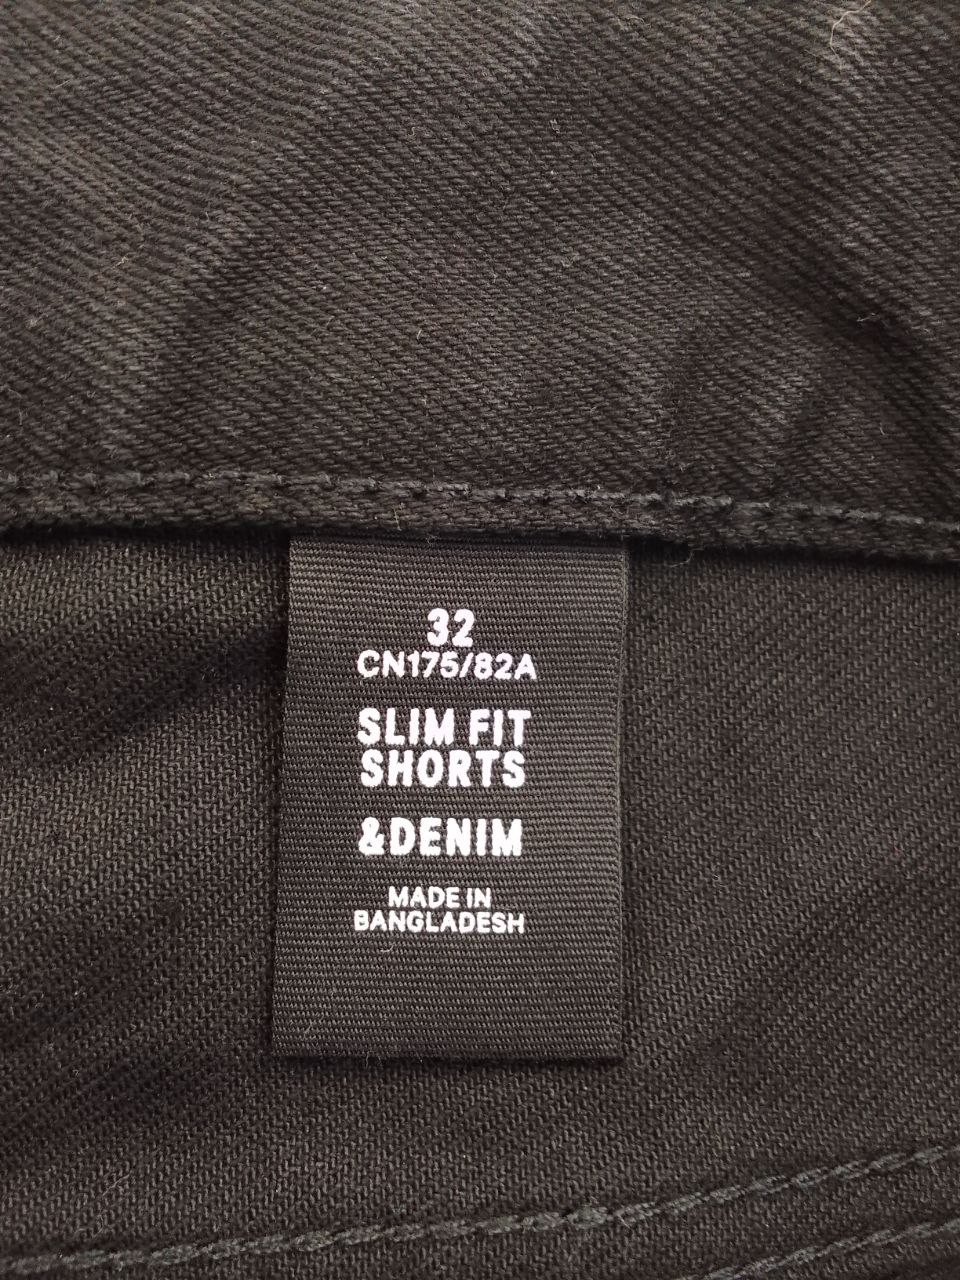 32
CN175/82A
SLIM FIT
SHORTS
&DENIM
MADE IN
BANGLADESH